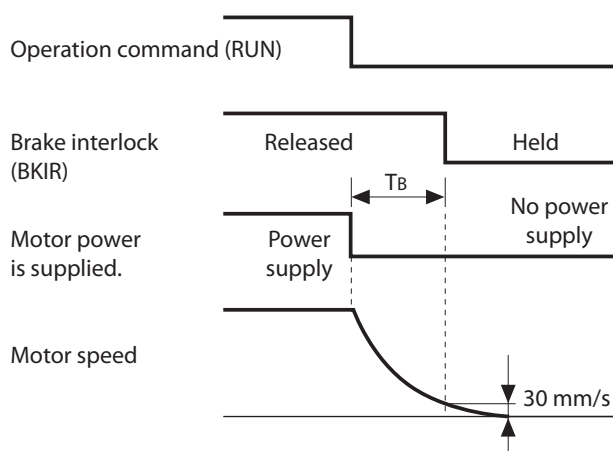 Operation command (RUN)
Brake interlock
(BKIR)
Released
Held
TB
Motor power
is supplied.
Power
supply
No power
supply
Motor speed
30 mm/s